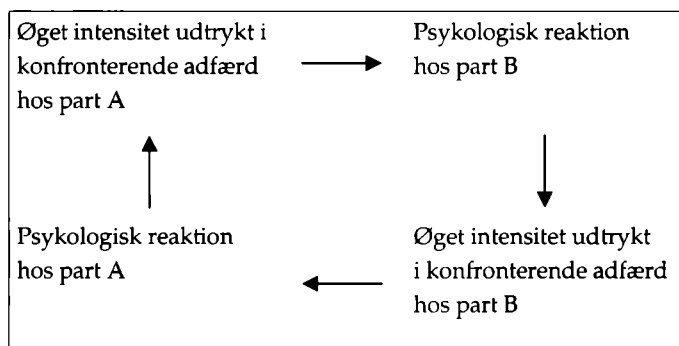 Øget intensitet udtrykt i
konfronterende adfærd
hos part A
Psykologisk reaktion
hos part B
Psykologisk reaktion
hos part A
Øget intensitet udtrykt
i konfronterende adfærd
hos part B